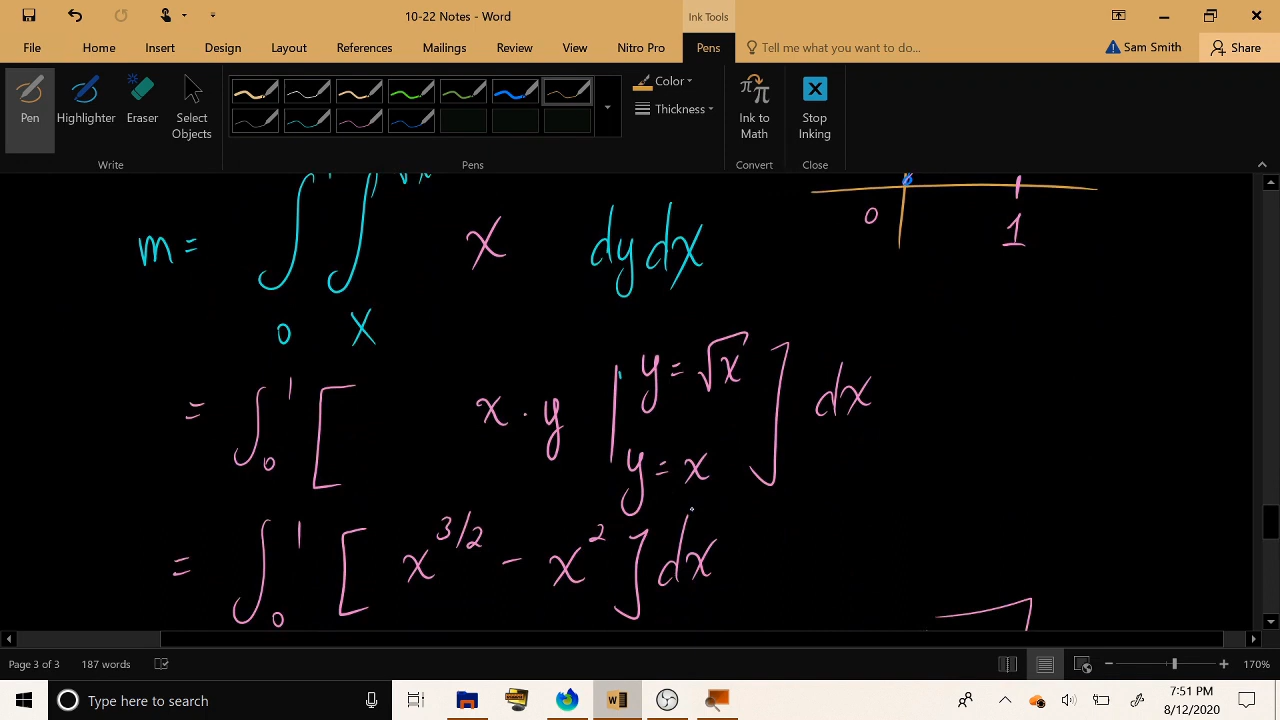 10-22 Notes - Word
Ink Tools
File Home Insert Design Layout References Mailings Review View Nitro Pro Pens Tell me what you want to do... Sam Smith Share
Pen Highlighter Eraser Select Objects Color Thickness Ink to Math Stop Inking
Write Pens Convert Close
m = ∫∫ x dy dx
0 x
0 1
= ∫₀¹ [ x · y | y = √x y = x ] dx
= ∫₀¹ [ x^3/2 - x^2 ] dx
Page 3 of 3 187 words 170%
Type here to search
7:51 PM
8/12/2020